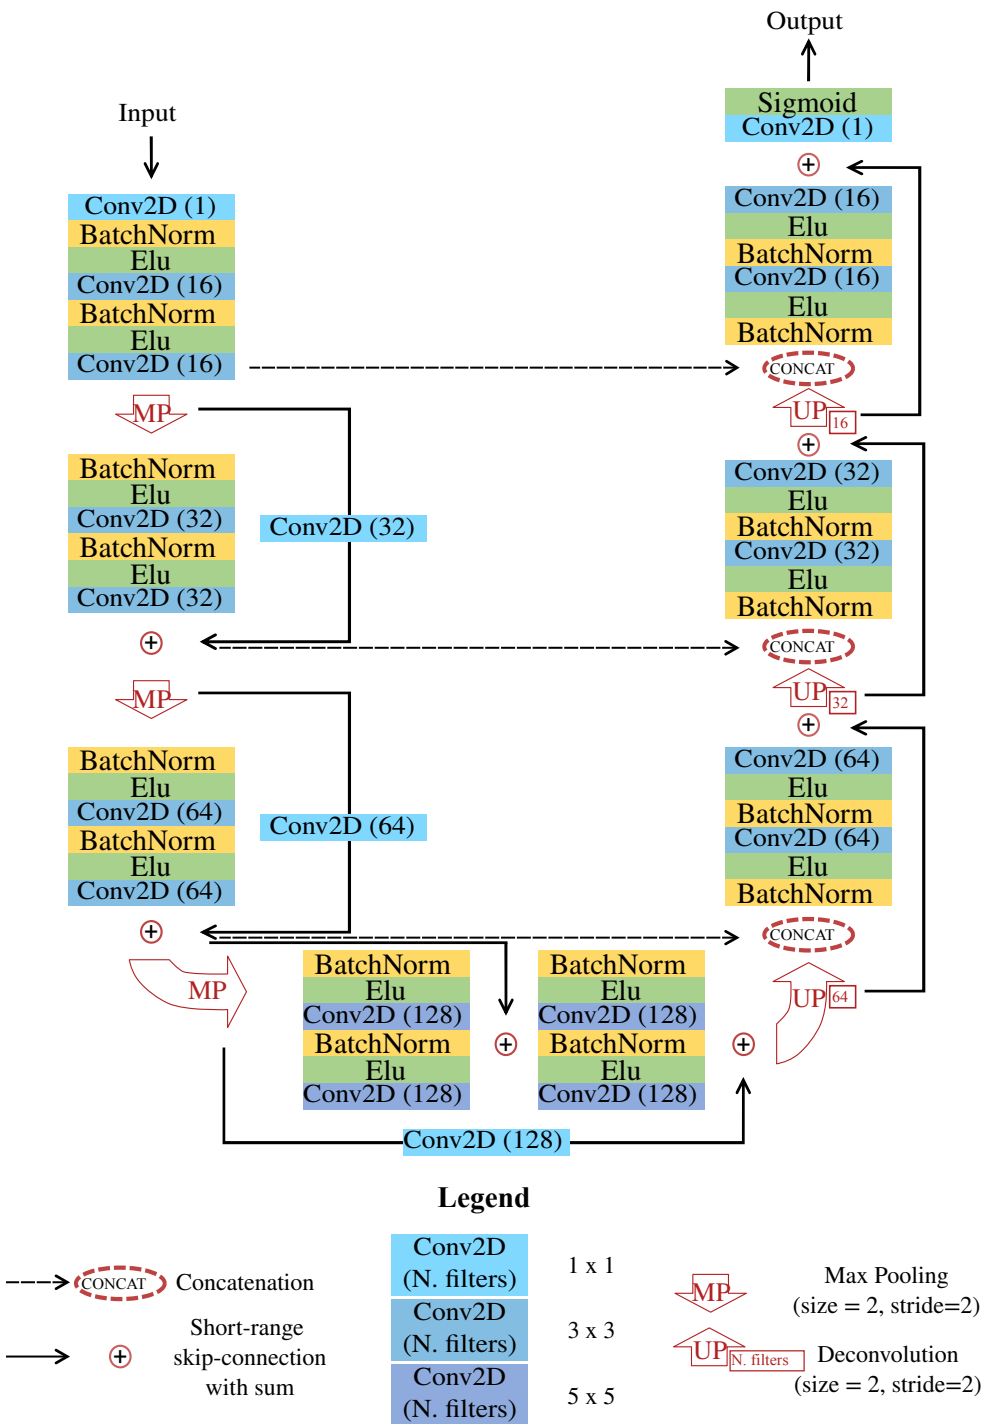 Input
Conv2D (1)
BatchNorm
Elu
Conv2D (16)
BatchNorm
Elu
Conv2D (16)
MP
BatchNorm
Elu
Conv2D (32)
BatchNorm
Elu
Conv2D (32)
Conv2D (32)
MP
BatchNorm
Elu
Conv2D (64)
BatchNorm
Elu
Conv2D (64)
Conv2D (64)
MP
BatchNorm
Elu
Conv2D (128)
BatchNorm
Elu
Conv2D (128)
BatchNorm
Elu
Conv2D (128)
BatchNorm
Elu
Conv2D (128)
Conv2D (128)
Output
Sigmoid
Conv2D (1)
Conv2D (16)
Elu
BatchNorm
Conv2D (16)
Elu
BatchNorm
CONCAT
UP 16
Conv2D (32)
Elu
BatchNorm
Conv2D (32)
Elu
BatchNorm
CONCAT
UP 32
Conv2D (64)
Elu
BatchNorm
Conv2D (64)
Elu
BatchNorm
CONCAT
UP 64
Legend
CONCAT Concatenation
Short-range
skip-connection
with sum
Conv2D
(N. filters)
1 x 1
Conv2D
(N. filters)
3 x 3
Conv2D
(N. filters)
5 x 5
MP
Max Pooling
(size = 2, stride=2)
UP N. filters
Deconvolution
(size = 2, stride=2)